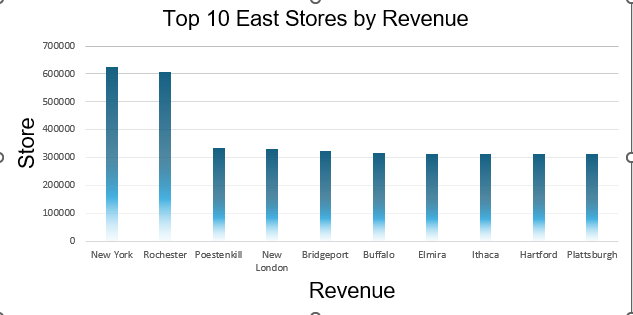 Top 10 East Stores by Revenue
700000
600000
500000
400000
300000
200000
100000
0
Store
New York Rochester Poestenkill New London Bridgeport Buffalo Elmira Ithaca Hartford Plattsburgh
Revenue